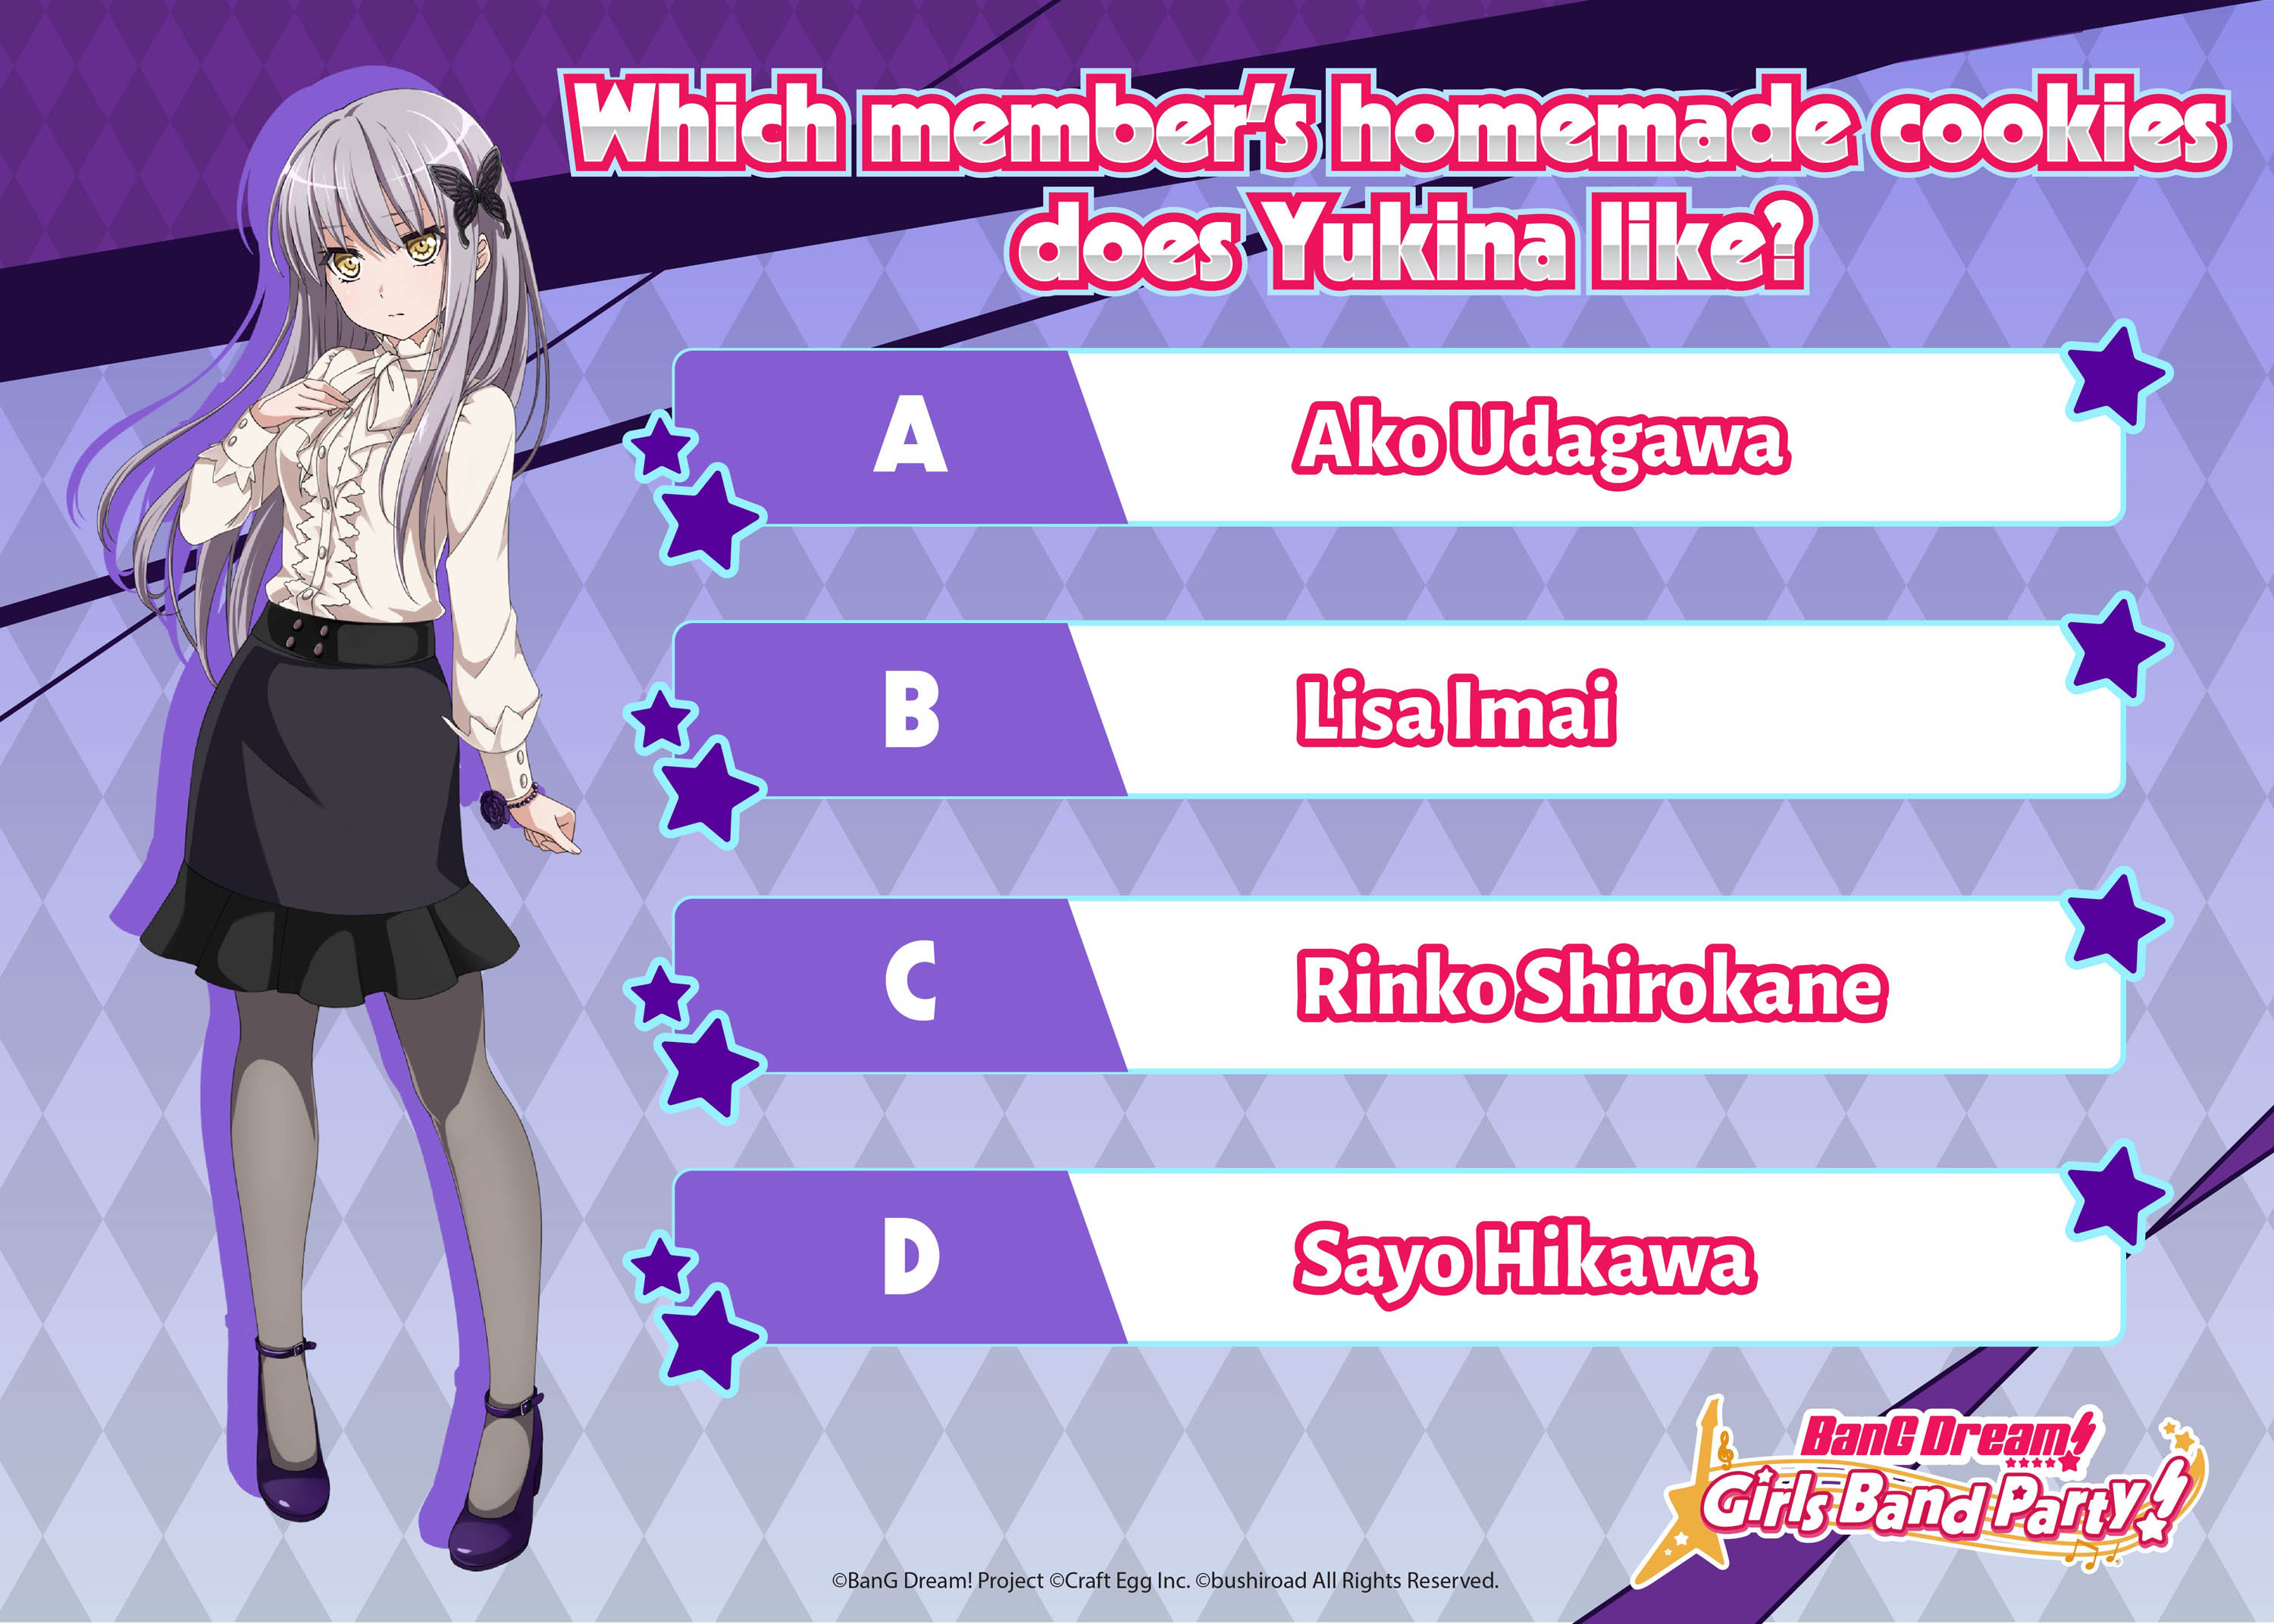 Which member's homemade cookies
does Yukina like?
A
Ako Udagawa
B
Lisa Imai
C
Rinko Shirokane
D
Sayo Hikawa
BanG Dream!
Girls Band Party!
©BanG Dream! Project ©Craft Egg Inc. ©bushiroad All Rights Reserved.